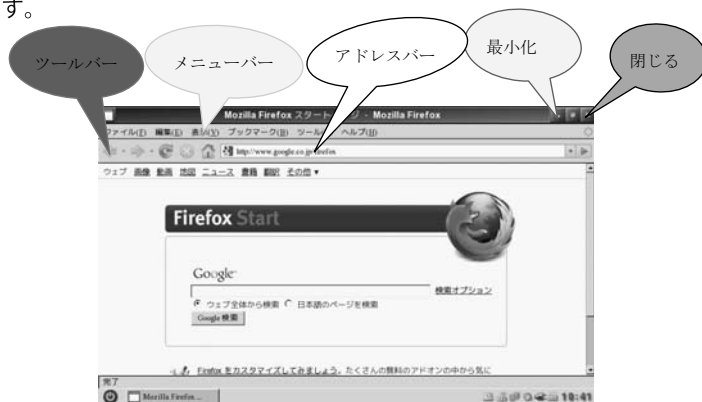 す。
ツールバー メニューバー アドレスバー 最小化 閉じる
Mozilla Firefox スタート ジ - Mozilla Firefox
ファイル(F) 編集(E) 表示(V) ブックマーク(B) ツール ヘルプ(H)
http://www.google.co.jp/firefox
ウェブ 画像 動画 地図 ニュース 書籍 翻訳 その他 ▼
Firefox Start
Google
検索オプション
ウェブ全体から検索 日本語のページを検索
Google 検索
Firefox をカスタマイズしてみましょう。たくさんの無料のアドオンの中から気に
完了
Mozilla Firefox...
18:41